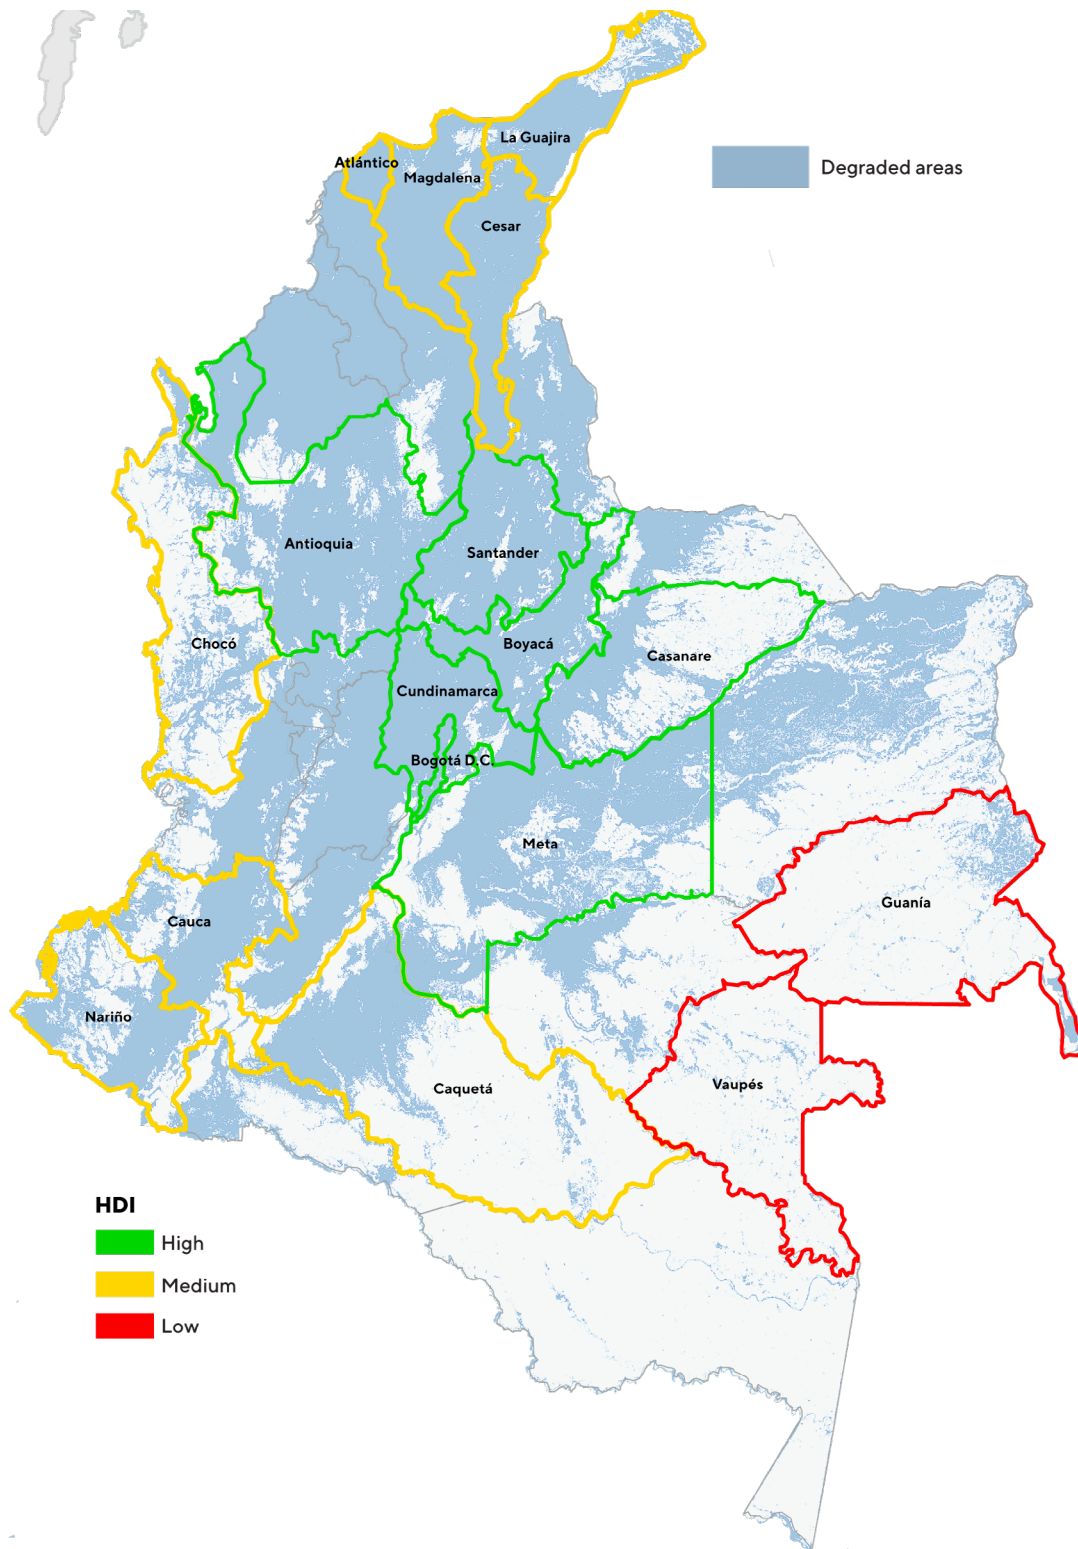 La Guajira
Atlántico
Magdalena
Degraded areas
Cesar
Antioquia
Santander
Chocó
Boyacá
Casanare
Cundinamarca
Bogotá D.C.
Meta
Guanía
Cauca
Nariño
Caquetá
Vaupés
HDI
High
Medium
Low